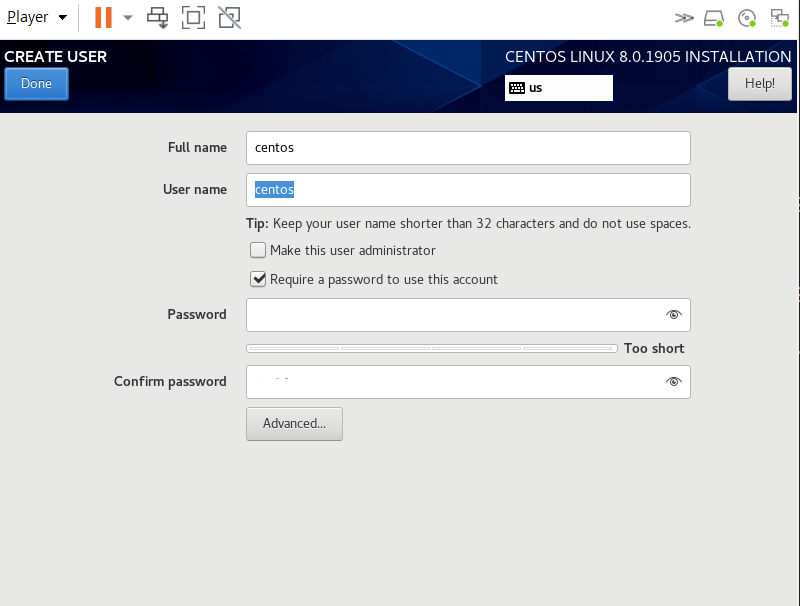 Player
CREATE USER
CENTOS LINUX 8.0.1905 INSTALLATION
Done
us
Help!
Full name
centos
User name
centos
Tip: Keep your user name shorter than 32 characters and do not use spaces.
Make this user administrator
Require a password to use this account
Password
Too short
Confirm password
Advanced...